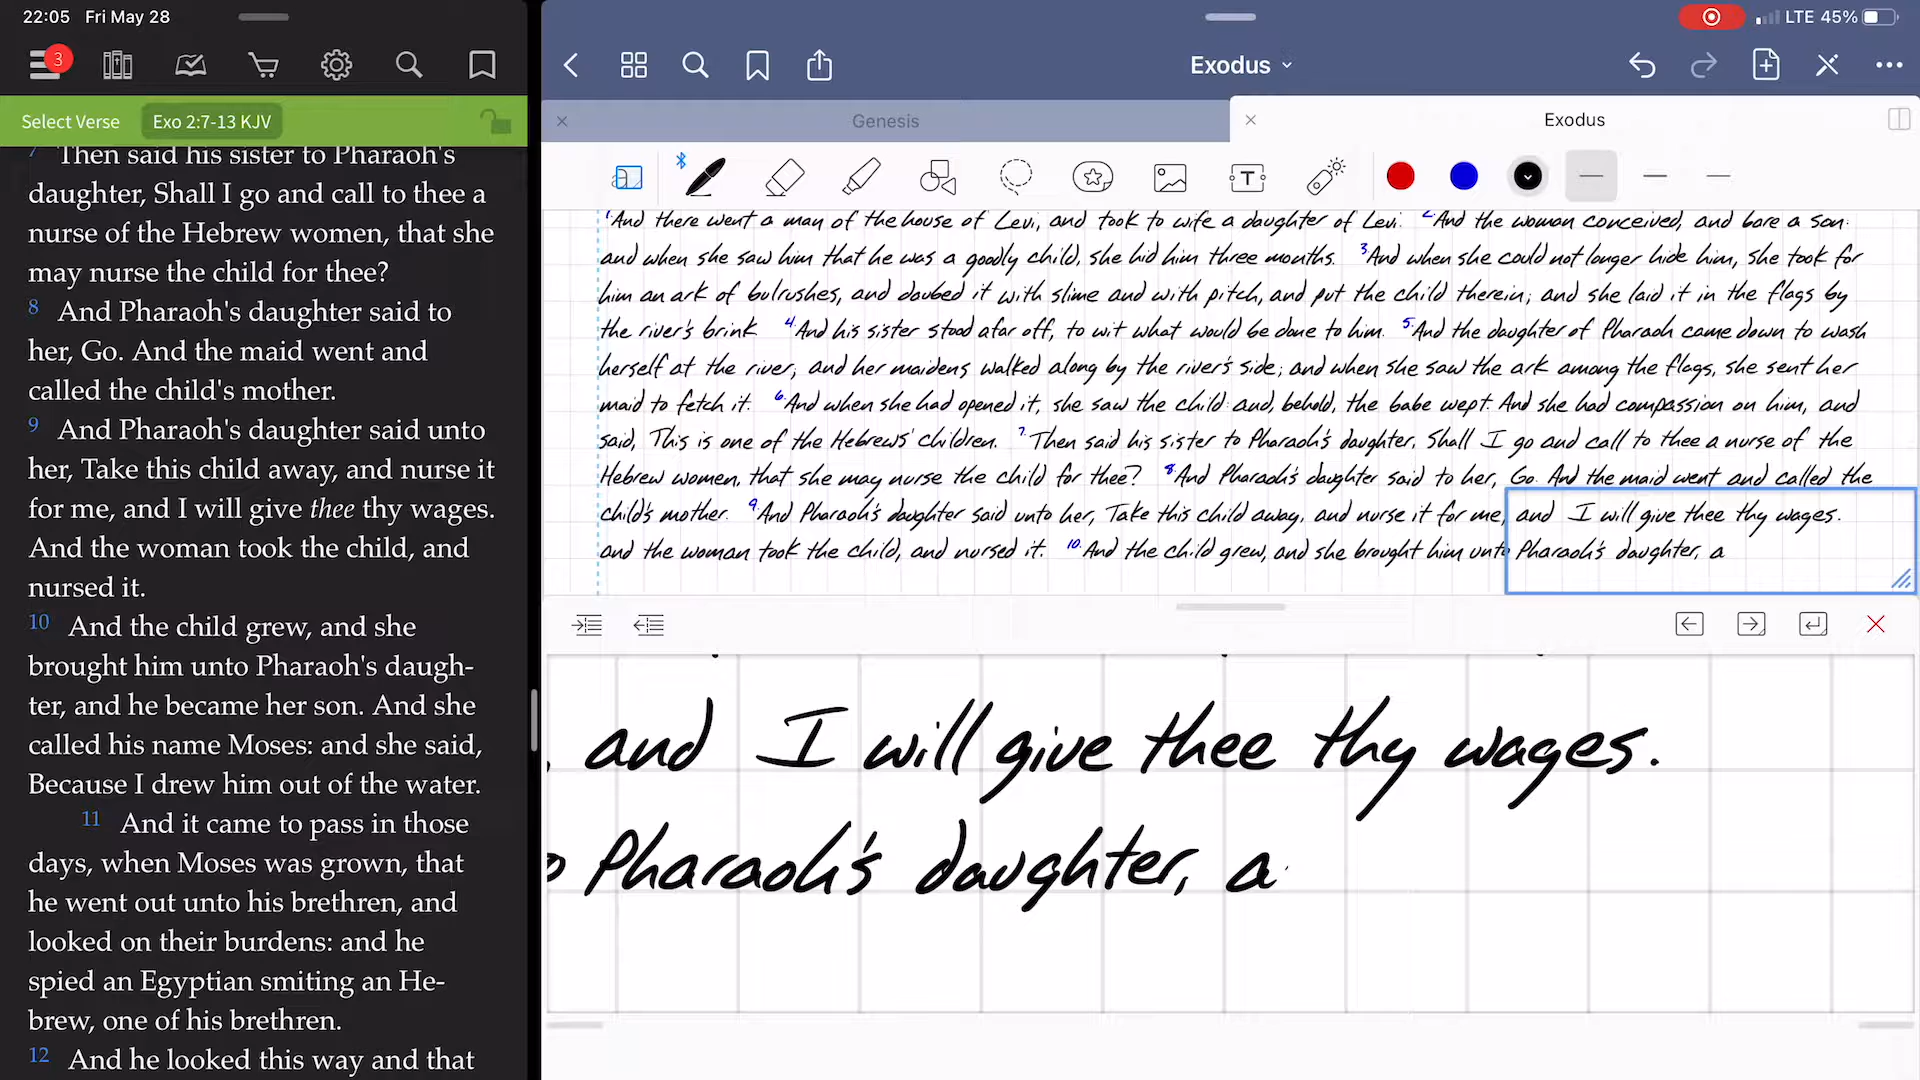 22:05 Fri May 28
3
Select Verse Exo 2:7-13 KJV
7 Then said his sister to Pharaoh's
daughter, Shall I go and call to thee a
nurse of the Hebrew women, that she
may nurse the child for thee?
8 And Pharaoh's daughter said to
her, Go. And the maid went and
called the child's mother.
9 And Pharaoh's daughter said unto
her, Take this child away, and nurse it
for me, and I will give thee thy wages.
And the woman took the child, and
nursed it.
10 And the child grew, and she
brought him unto Pharaoh's daugh-
ter, and he became her son. And she
called his name Moses: and she said,
Because I drew him out of the water.
11 And it came to pass in those
days, when Moses was grown, that
he went out unto his brethren, and
looked on their burdens: and he
spied an Egyptian smiting an He-
brew, one of his brethren.
12 And he looked this way and that
LTE 45%
Exodus
Genesis
Exodus
T
1. And there went a man of the house of Levi, and took to wife a daughter of Levi. 2. And the woman conceived, and bare a son:
and when she saw him that he was a goodly child, she hid him three months. 3. And when she could not longer hide him, she took for
him an ark of bulrushes, and daubed it with slime and with pitch, and put the child therein; and she laid it in the flags by
the river's brink. 4. And his sister stood afar off, to wit what would be done to him. 5. And the daughter of Pharaoh came down to wash
herself at the river; and her maidens walked along by the river's side; and when she saw the ark among the flags, she sent her
maid to fetch it. 6. And when she had opened it, she saw the child: and, behold, the babe wept. And she had compassion on him, and
said, This is one of the Hebrews' children. 7. Then said his sister to Pharaoh's daughter, Shall I go and call to thee a nurse of the
Hebrew women, that she may nurse the child for thee? 8. And Pharaoh's daughter said to her, Go. And the maid went and called the
child's mother. 9. And Pharaoh's daughter said unto her, Take this child away, and nurse it for me, and I will give thee thy wages.
and the woman took the child, and nursed it. 10. And the child grew, and she brought him unto Pharaoh's daughter, a
, and I will give thee thy wages.
o Pharaoh's daughter, a